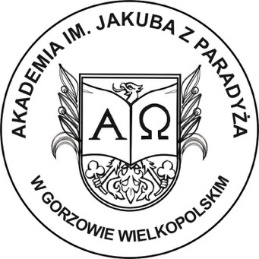 AKADEMIA IM. JAKUBA Z PARADYŻA
Α Ω
W GORZOWIE WIELKOPOLSKIM